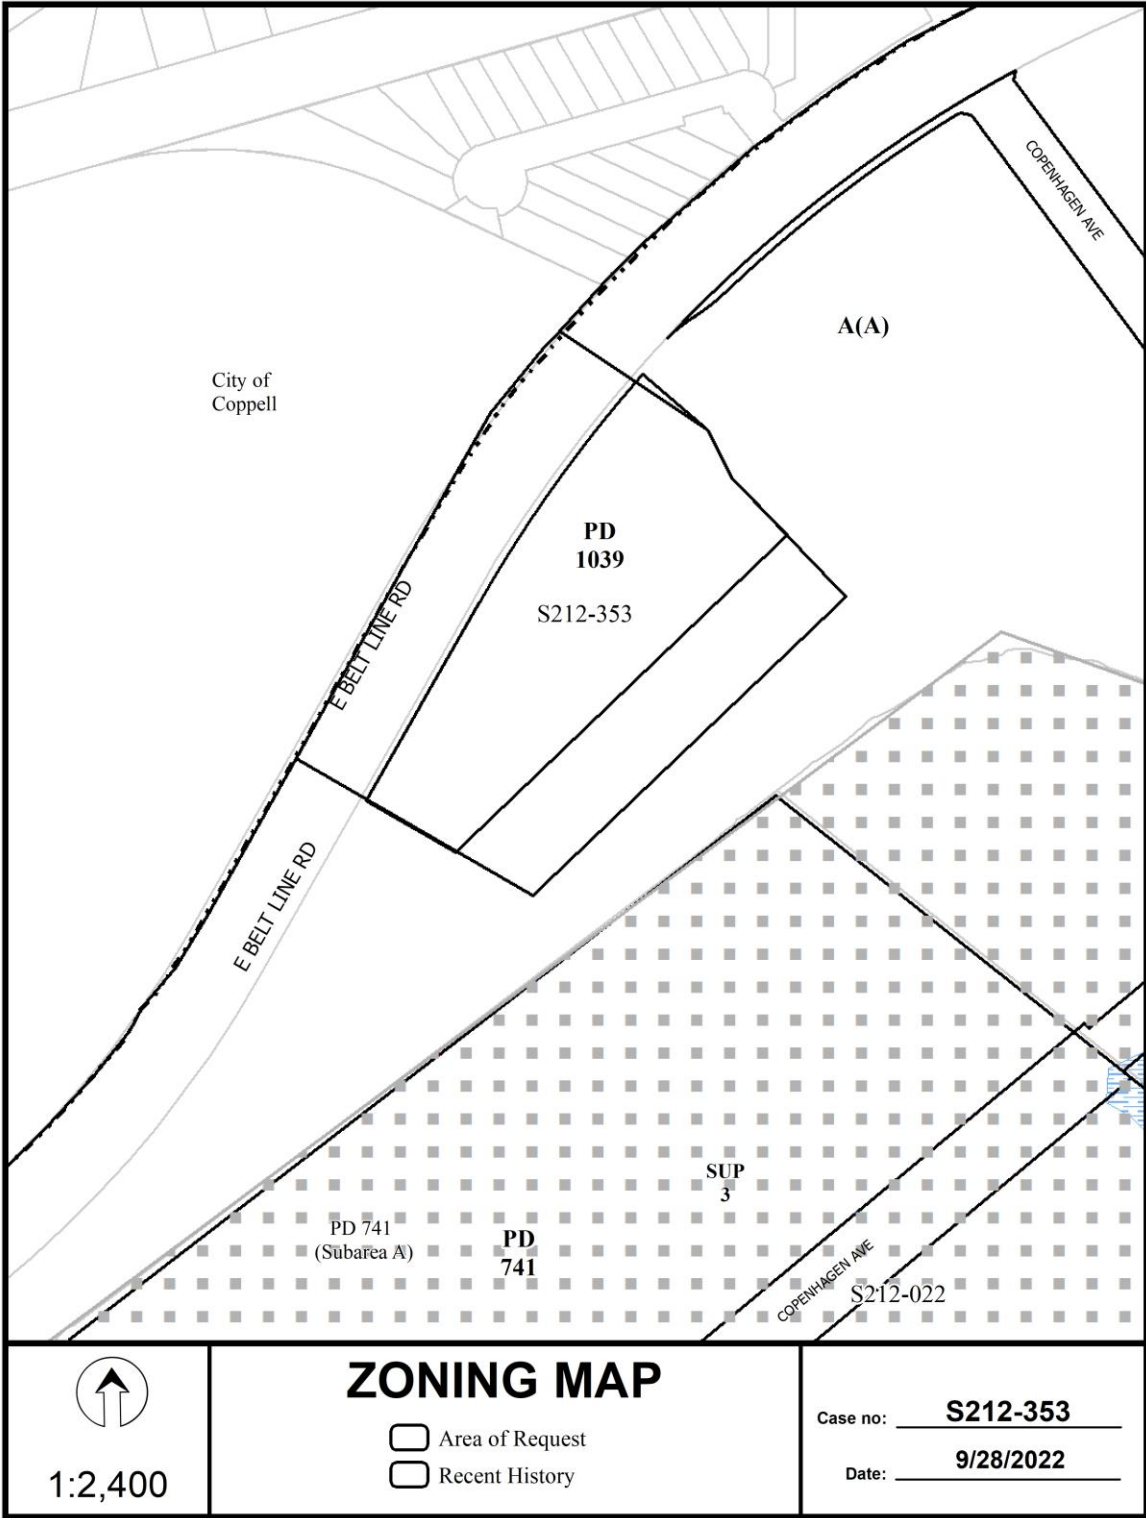 COPENHAGEN AVE
A(A)
City of
Coppell
PD
1039
S212-353
E BELT LINE RD
E BELT LINE RD
SUP
3
PD 741
(Subarea A)
PD
741
COPENHAGEN AVE
S212-022
1:2,400
ZONING MAP
Area of Request
Recent History
Case no: S212-353
Date: 9/28/2022